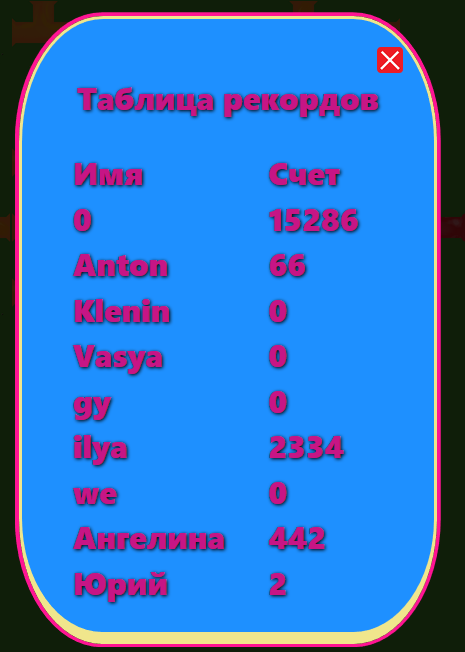 Таблица рекордов
Имя Счет
0 15286
Anton 66
Klenin 0
Vasya 0
gy 0
ilya 2334
we 0
Ангелина 442
Юрий 2